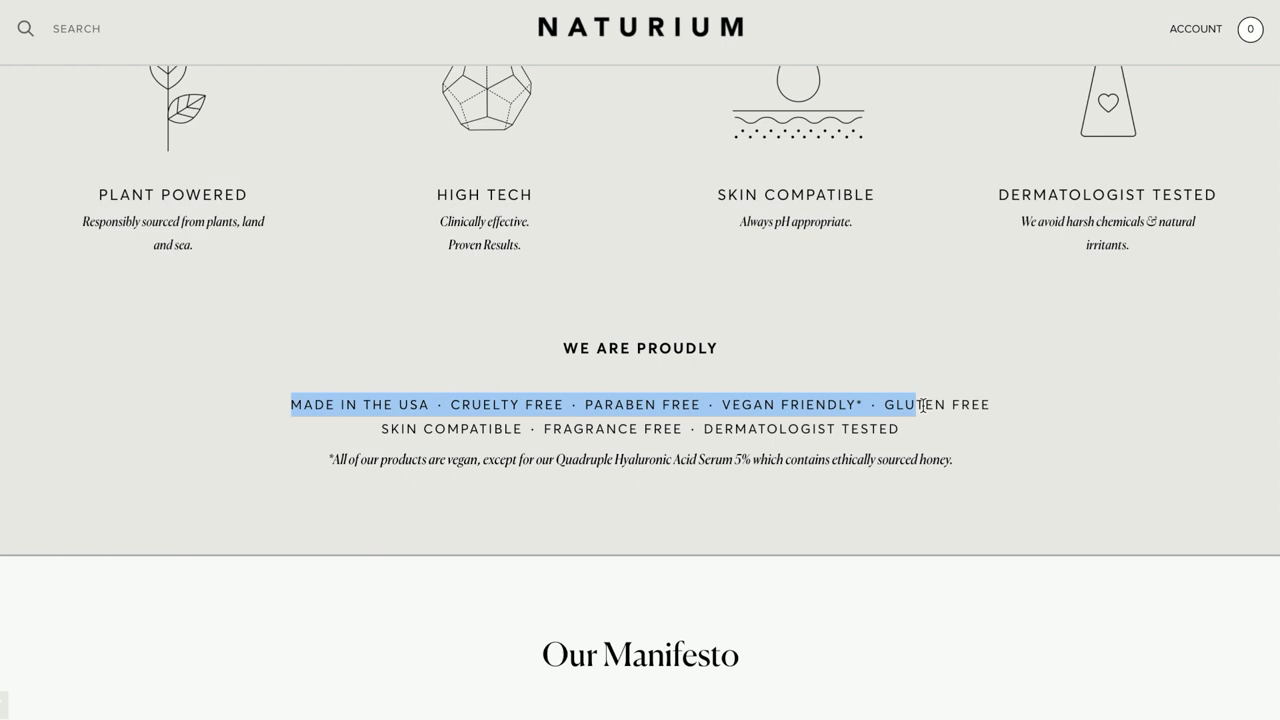 SEARCH
NATURIUM
ACCOUNT
0
PLANT POWERED
Responsibly sourced from plants, land
and sea.
HIGH TECH
Clinically effective.
Proven Results.
SKIN COMPATIBLE
Always pH appropriate.
DERMATOLOGIST TESTED
We avoid harsh chemicals & natural
irritants.
WE ARE PROUDLY
MADE IN THE USA · CRUELTY FREE · PARABEN FREE · VEGAN FRIENDLY* · GLUTEN FREE
SKIN COMPATIBLE · FRAGRANCE FREE · DERMATOLOGIST TESTED
*All of our products are vegan, except for our Quadruple Hyaluronic Acid Serum 5% which contains ethically sourced honey.
Our Manifesto